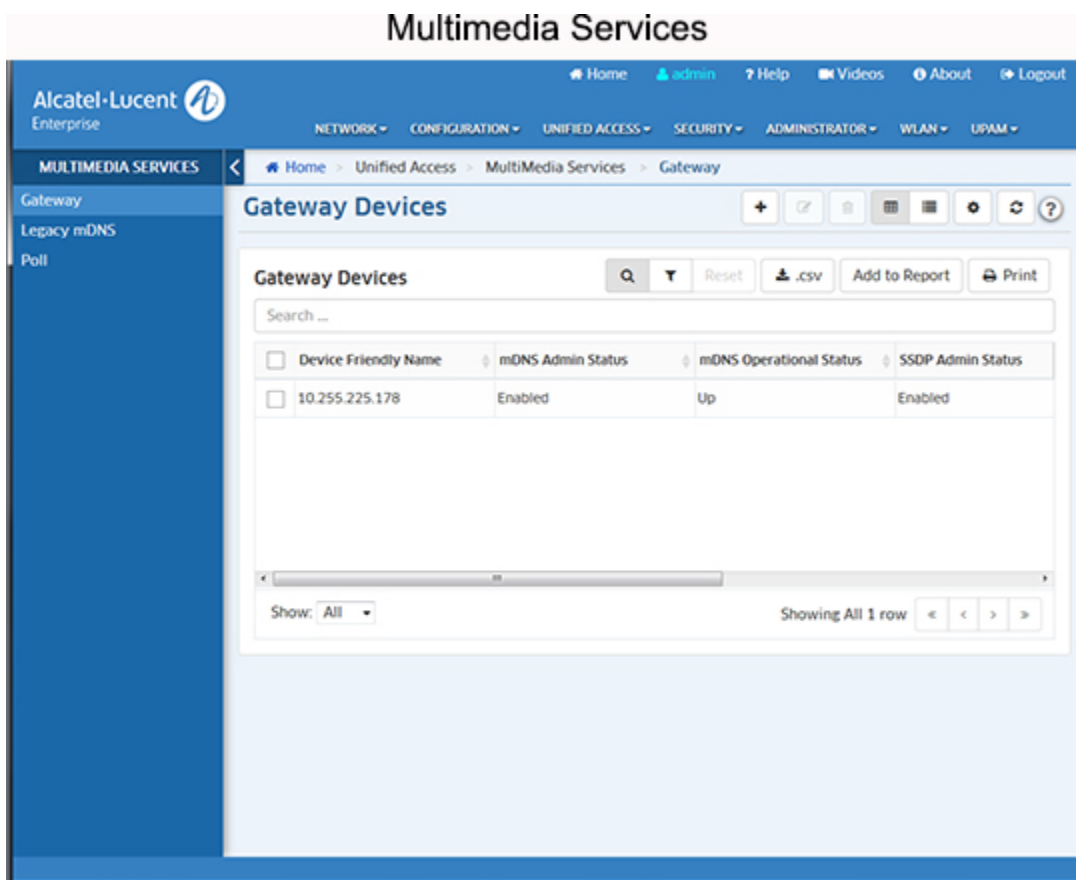 Multimedia Services
Home admin ? Help Videos About Logout
Alcatel·Lucent
Enterprise
NETWORK CONFIGURATION UNIFIED ACCESS SECURITY ADMINISTRATOR WLAN UPAM
MULTIMEDIA SERVICES
Home > Unified Access > MultiMedia Services > Gateway
Gateway
Legacy mDNS
Poll
Gateway Devices
Gateway Devices
Reset .csv Add to Report Print
Search ...
Device Friendly Name mDNS Admin Status mDNS Operational Status SSDP Admin Status
10.255.225.178 Enabled Up Enabled
Show: All Showing All 1 row « < > »